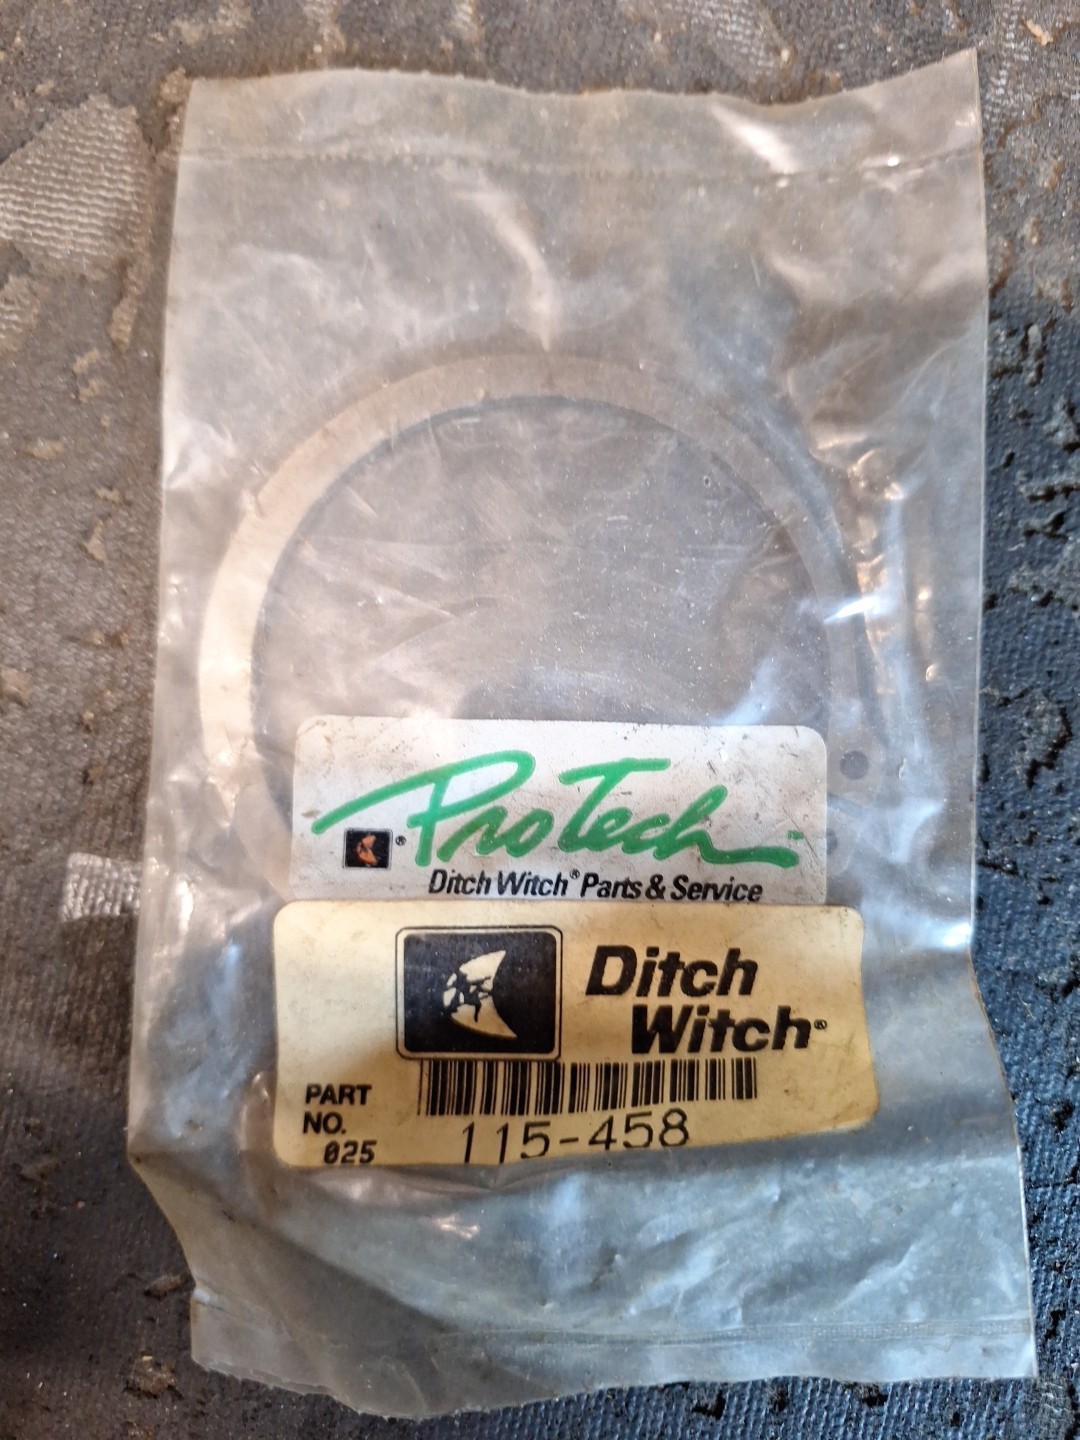 ProTech
®
Ditch Witch® Parts & Service
Ditch
Witch®
PART
NO.
025
115-458